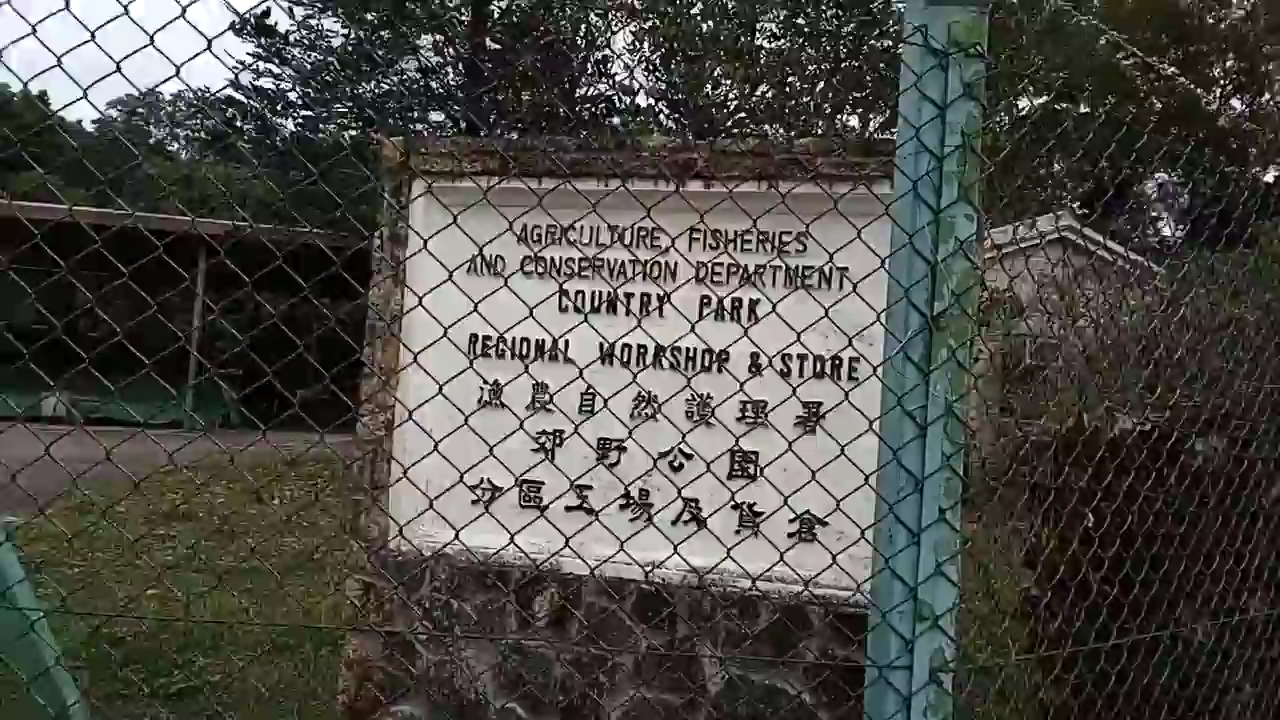 AGRICULTURE, FISHERIES
AND CONSERVATION DEPARTMENT
COUNTRY PARK
REGIONAL WORKSHOP & STORE
漁農自然護理署
郊野公園
分區工場及貨倉